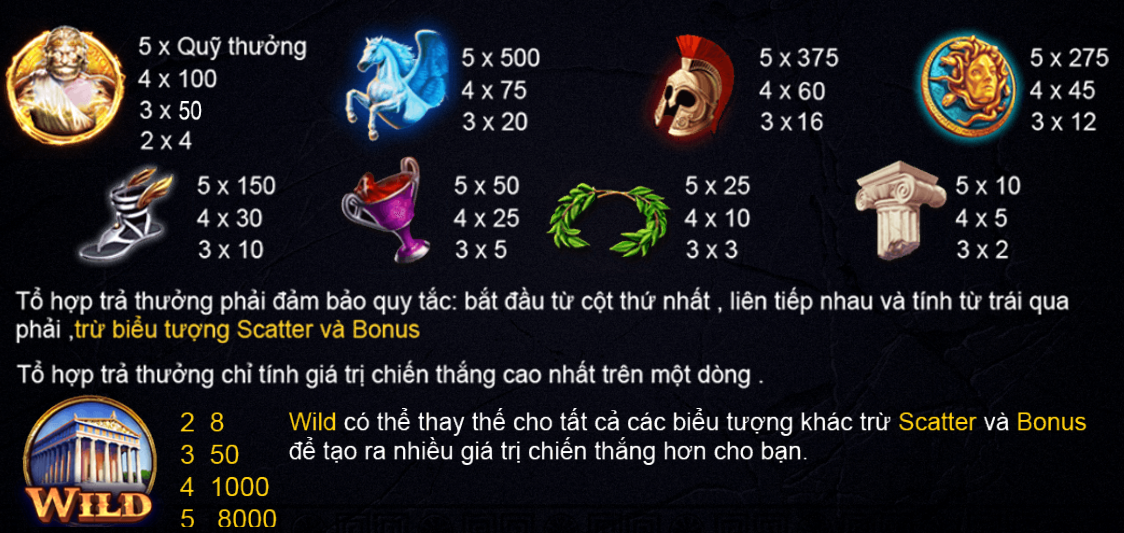 5 x Quỹ thưởng
4 x 100
3 x 50
2 x 4
5 x 500
4 x 75
3 x 20
5 x 375
4 x 60
3 x 16
5 x 275
4 x 45
3 x 12
5 x 150
4 x 30
3 x 10
5 x 50
4 x 25
3 x 5
5 x 25
4 x 10
3 x 3
5 x 10
4 x 5
3 x 2
Tổ hợp trả thưởng phải đảm bảo quy tắc: bắt đầu từ cột thứ nhất , liên tiếp nhau và tính từ trái qua
phải ,trừ biểu tượng Scatter và Bonus
Tổ hợp trả thưởng chỉ tính giá trị chiến thắng cao nhất trên một dòng .
WILD
2 8
3 50
4 1000
5 8000
Wild có thể thay thế cho tất cả các biểu tượng khác trừ Scatter và Bonus
để tạo ra nhiều giá trị chiến thắng hơn cho bạn.